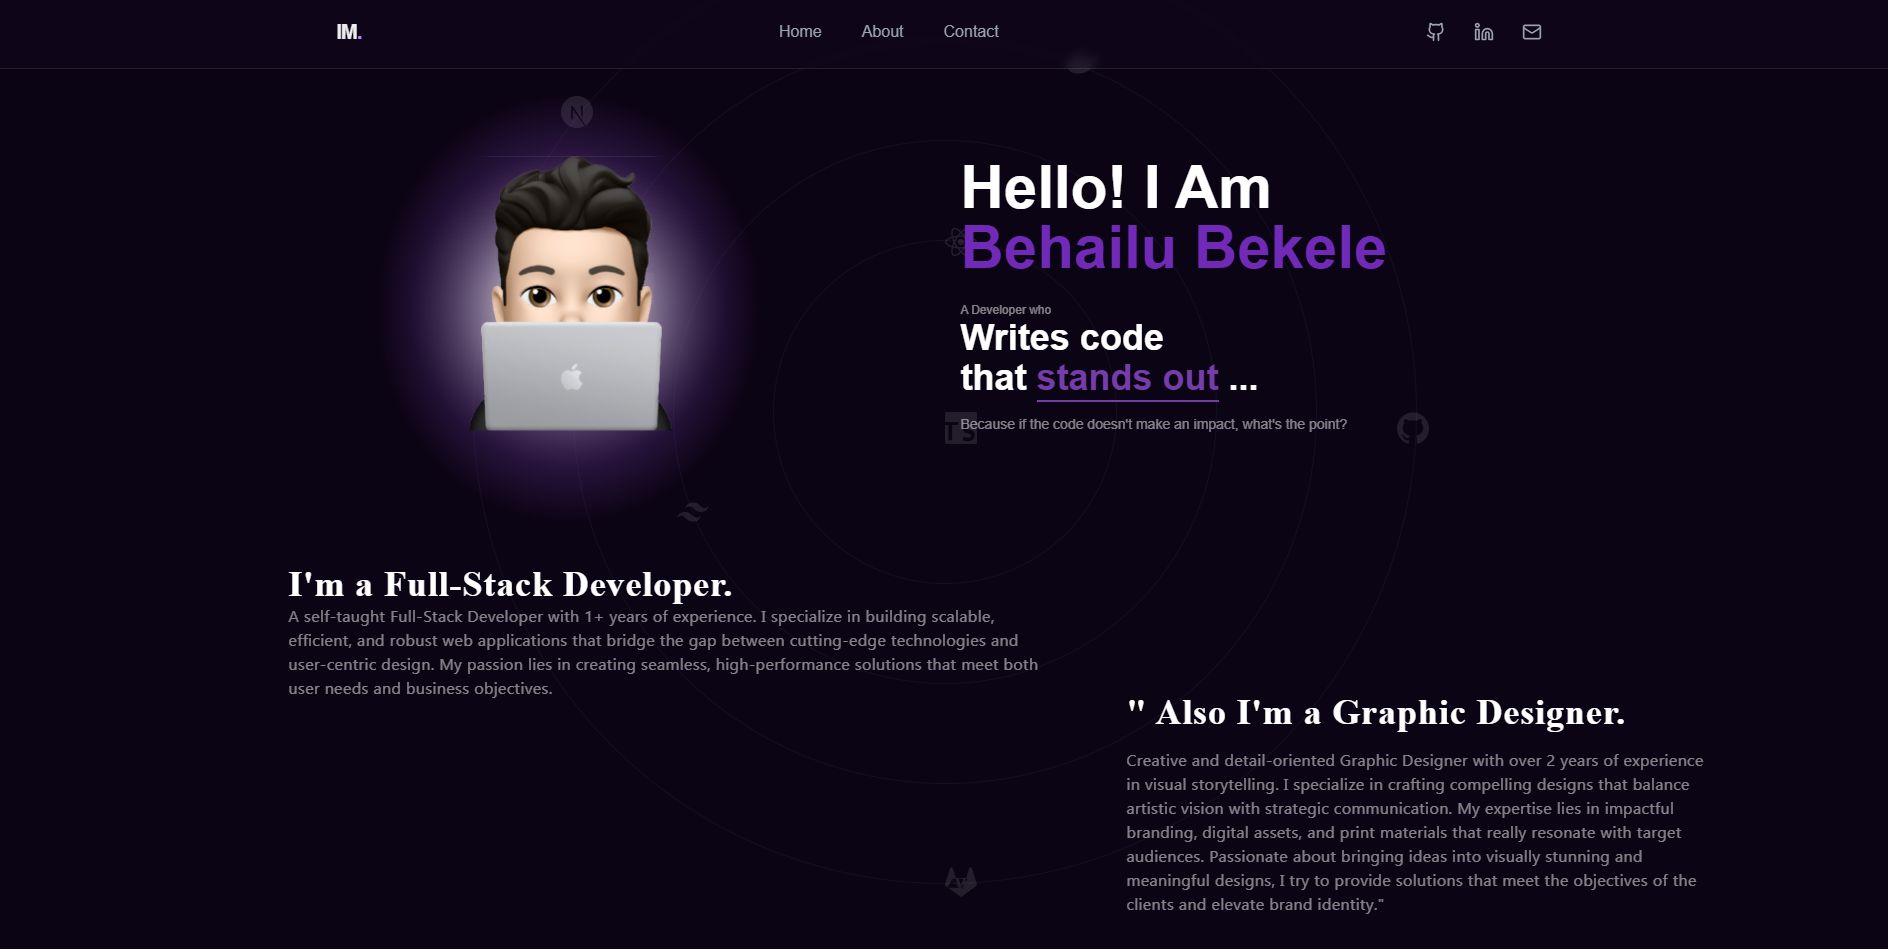 IM.
Home About Contact
N
Hello! I Am
Behailu Bekele
A Developer who
Writes code
that stands out ...
TS
Because if the code doesn't make an impact, what's the point?
I'm a Full-Stack Developer.
A self-taught Full-Stack Developer with 1+ years of experience. I specialize in building scalable,
efficient, and robust web applications that bridge the gap between cutting-edge technologies and
user-centric design. My passion lies in creating seamless, high-performance solutions that meet both
user needs and business objectives.
" Also I'm a Graphic Designer.
Creative and detail-oriented Graphic Designer with over 2 years of experience
in visual storytelling. I specialize in crafting compelling designs that balance
artistic vision with strategic communication. My expertise lies in impactful
branding, digital assets, and print materials that really resonate with target
audiences. Passionate about bringing ideas into visually stunning and
meaningful designs, I try to provide solutions that meet the objectives of the
clients and elevate brand identity."